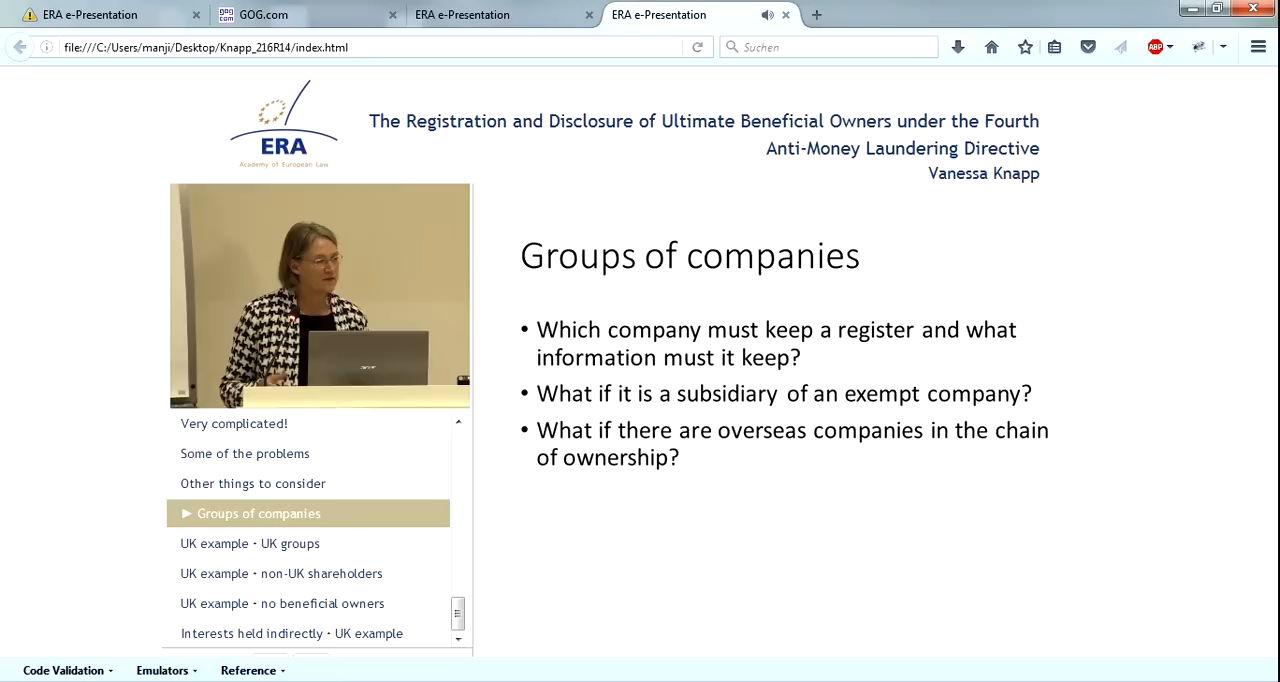 ERA e-Presentation
GOG.com
ERA e-Presentation
ERA e-Presentation
gog
com
file:///C:/Users/manji/Desktop/Knapp_216R14/index.html
Suchen
ABP
ERA
Academy of European Law
The Registration and Disclosure of Ultimate Beneficial Owners under the Fourth
Anti-Money Laundering Directive
Vanessa Knapp
acer
Groups of companies
• Which company must keep a register and what
information must it keep?
• What if it is a subsidiary of an exempt company?
• What if there are overseas companies in the chain
of ownership?
Very complicated!
Some of the problems
Other things to consider
Groups of companies
UK example - UK groups
UK example - non-UK shareholders
UK example - no beneficial owners
Interests held indirectly - UK example
Code Validation
Emulators
Reference